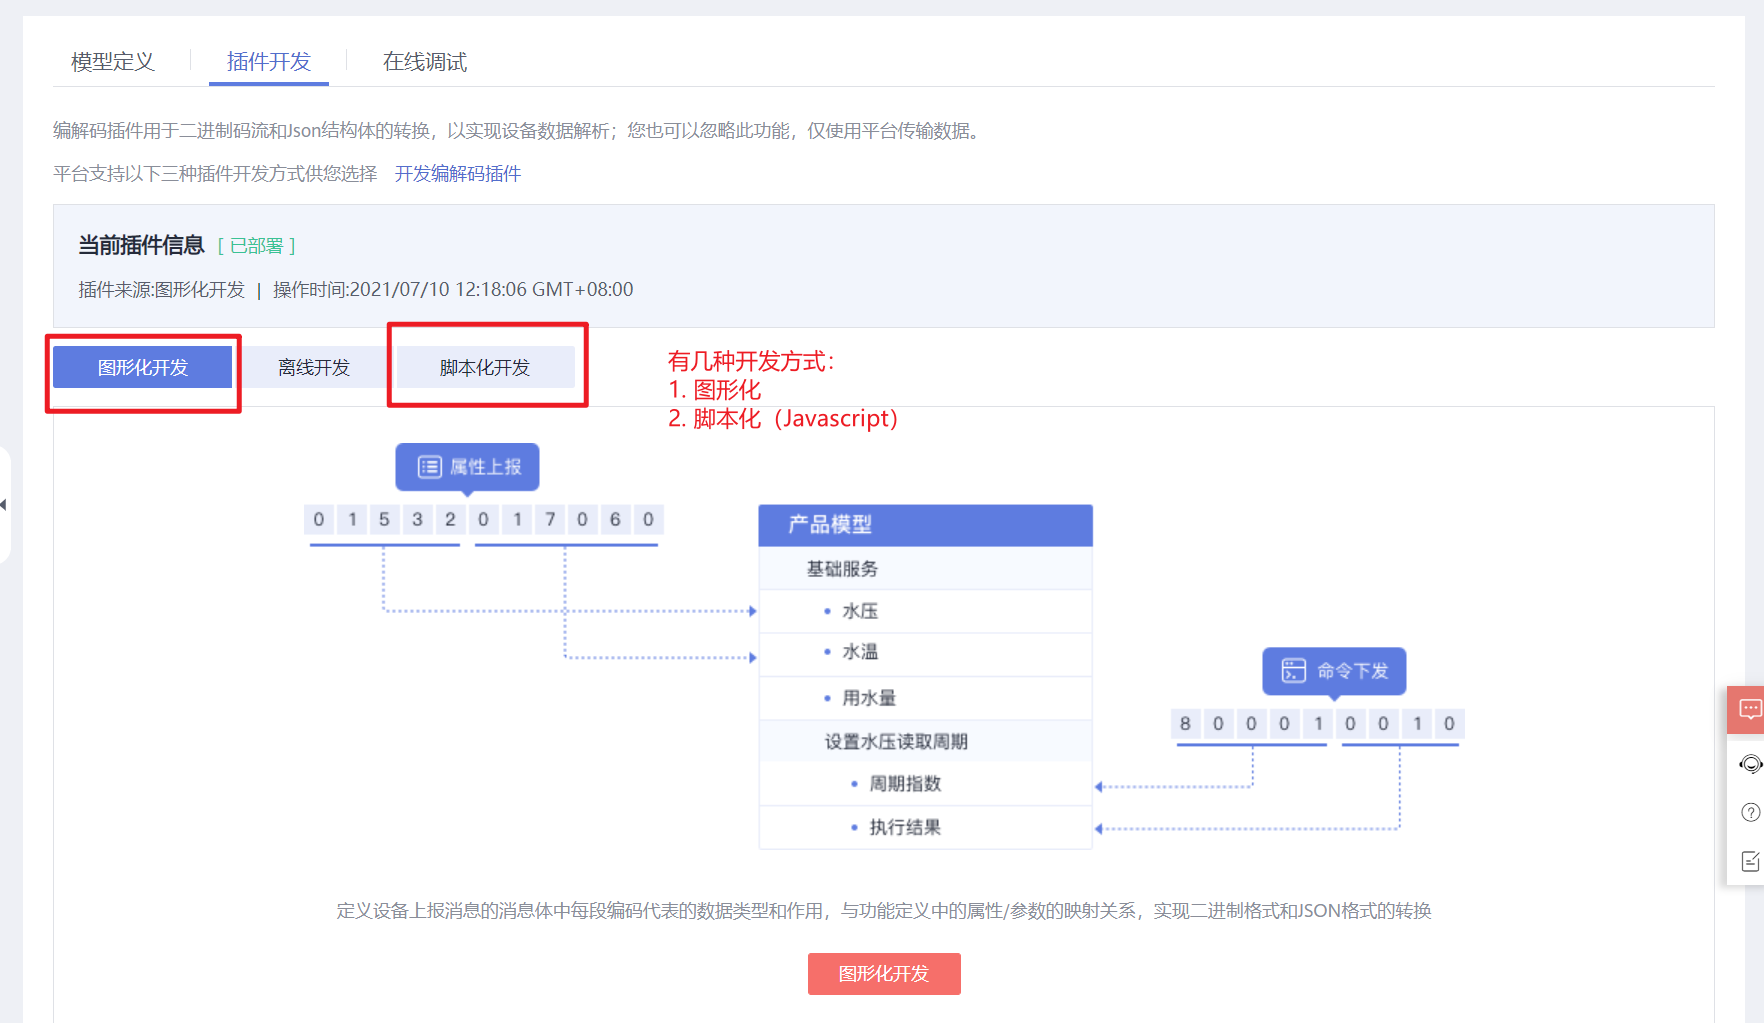 模型定义
插件开发
在线调试
编解码插件用于二进制码流和Json结构体的转换，以实现设备数据解析；您也可以忽略此功能，仅使用平台传输数据。
平台支持以下三种插件开发方式供您选择 开发编解码插件
当前插件信息 [ 已部署 ]
插件来源:图形化开发 | 操作时间:2021/07/10 12:18:06 GMT+08:00
图形化开发
离线开发
脚本化开发
有几种开发方式：
1. 图形化
2. 脚本化（Javascript）
属性上报
0 1 5 3 2 0 1 7 0 6 0
产品模型
基础服务
• 水压
• 水温
• 用水量
设置水压读取周期
• 周期指数
• 执行结果
命令下发
8 0 0 0 1 0 0 1 0
定义设备上报消息的消息体中每段编码代表的数据类型和作用，与功能定义中的属性/参数的映射关系，实现二进制格式和JSON格式的转换
图形化开发